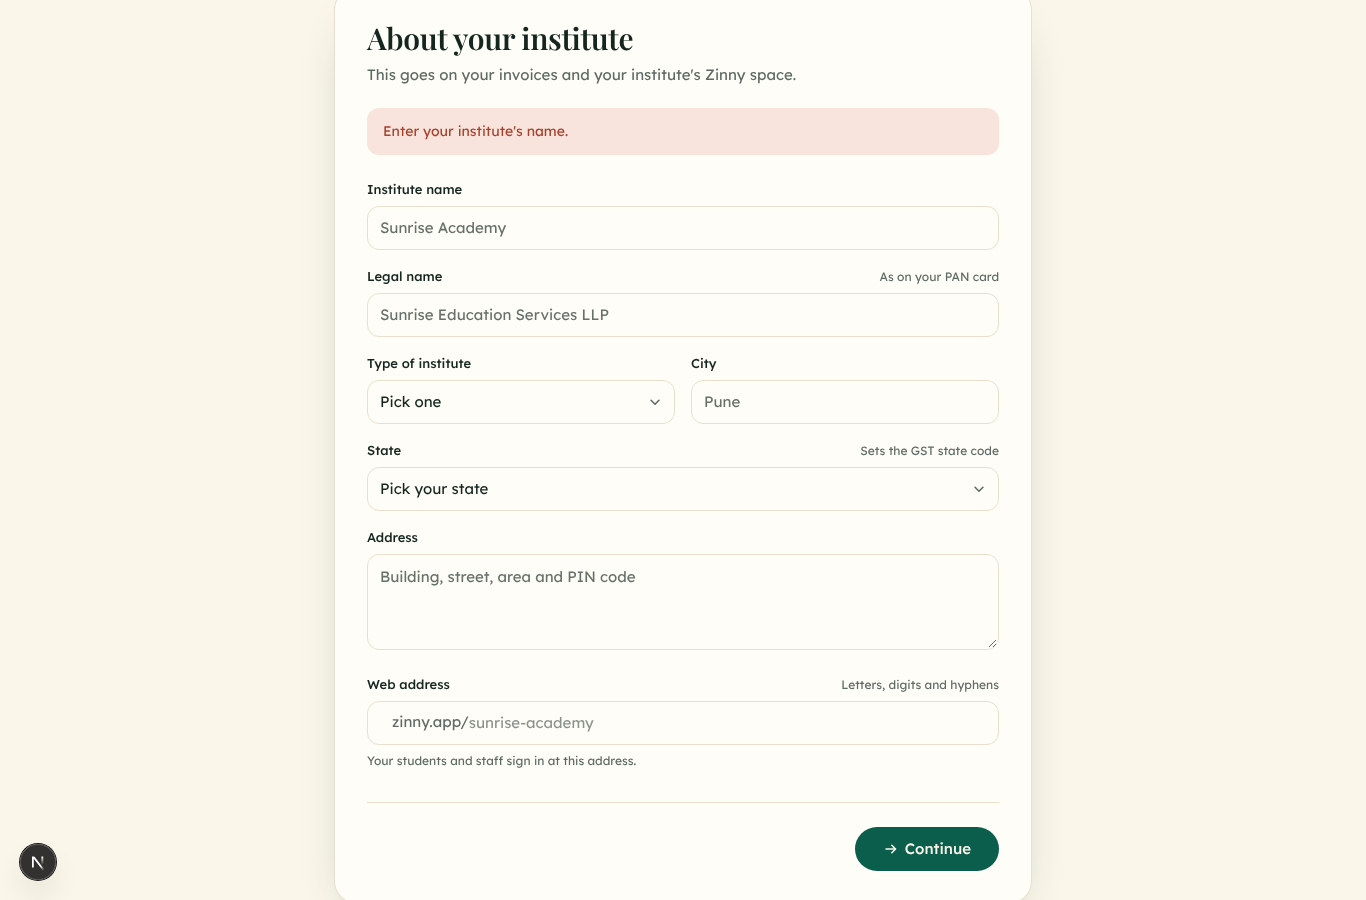 About your institute
This goes on your invoices and your institute's Zinny space.
Enter your institute's name.
Institute name
Sunrise Academy
Legal name
As on your PAN card
Sunrise Education Services LLP
Type of institute
City
Pick one
Pune
State
Sets the GST state code
Pick your state
Address
Building, street, area and PIN code
Web address
Letters, digits and hyphens
zinny.app/sunrise-academy
Your students and staff sign in at this address.
→ Continue
N